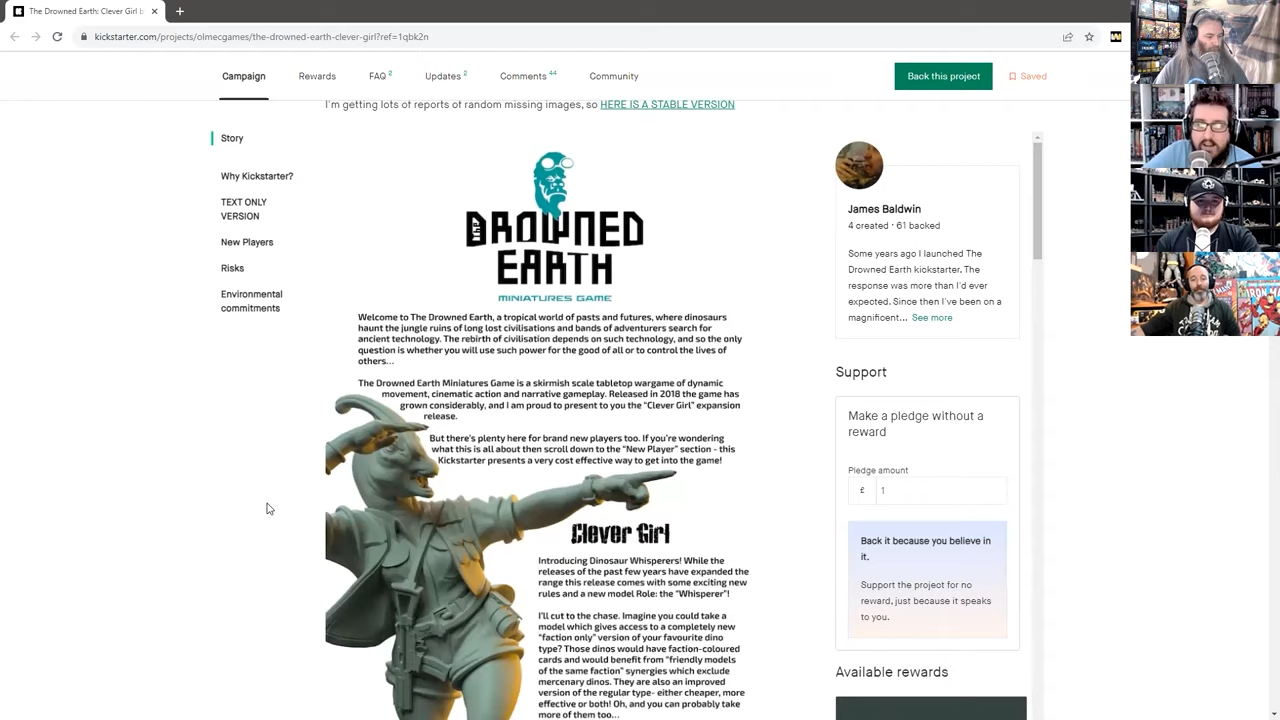 The Drowned Earth: Clever Girl b
kickstarter.com/projects/olmecgames/the-drowned-earth-clever-girl?ref=1qbk2n
Campaign
Rewards
FAQ 2
Updates 2
Comments 44
Community
Back this project
Saved
I'm getting lots of reports of random missing images, so HERE IS A STABLE VERSION
Story
Why Kickstarter?
TEXT ONLY
VERSION
New Players
Risks
Environmental
commitments
THE
DROWNED
EARTH
MINIATURES GAME
Welcome to The Drowned Earth, a tropical world of pasts and futures, where dinosaurs
haunt the jungle ruins of long lost civilisations and bands of adventurers search for
ancient technology. The rebirth of civilisation depends on such technology, and so the only
question is whether you will use such power for the good of all or to control the lives of
others...
The Drowned Earth Miniatures Game is a skirmish scale tabletop wargame of dynamic
movement, cinematic action and narrative gameplay. Released in 2018 the game has
grown considerably, and I am proud to present to you the "Clever Girl" expansion
release.
But there's plenty here for brand new players too. If you're wondering
what this is all about then scroll down to the "New Player" section - this
Kickstarter presents a very cost effective way to get into the game!
Clever Girl
Introducing Dinosaur Whisperers! While the
releases of the past few years have expanded the
range this release comes with some exciting new
rules and a new model Role: the "Whisperer"!
I'll cut to the chase. Imagine you could take a
model which gives access to a completely new
"faction only" version of your favourite dino
type? Those dinos would have faction-coloured
cards and would benefit from "friendly models
of the same faction" synergies which exclude
mercenary dinos. They are also an improved
version of the regular type- either cheaper, more
effective or both! Oh, and you can probably take
more of them too...
James Baldwin
4 created · 61 backed
Some years ago I launched The
Drowned Earth kickstarter. The
response was more than I'd ever
expected. Since then I've been on a
magnificent... See more
Support
Make a pledge without a
reward
Pledge amount
£ 1
Back it because you believe in
it.
Support the project for no
reward, just because it speaks
to you.
Available rewards